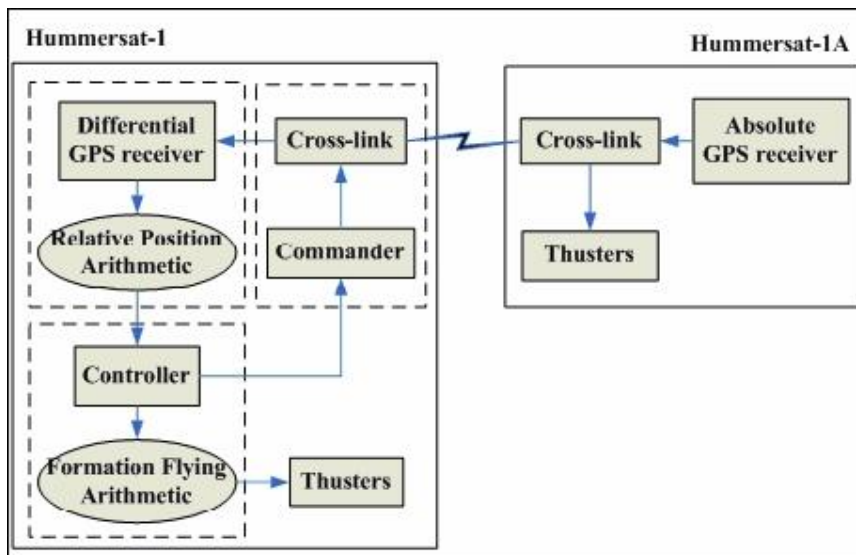 Hummersat-1
Hummersat-1A
Differential
GPS receiver
Cross-link
Cross-link
Absolute
GPS receiver
Relative Position
Arithmetic
Commander
Thusters
Controller
Formation Flying
Arithmetic
Thusters